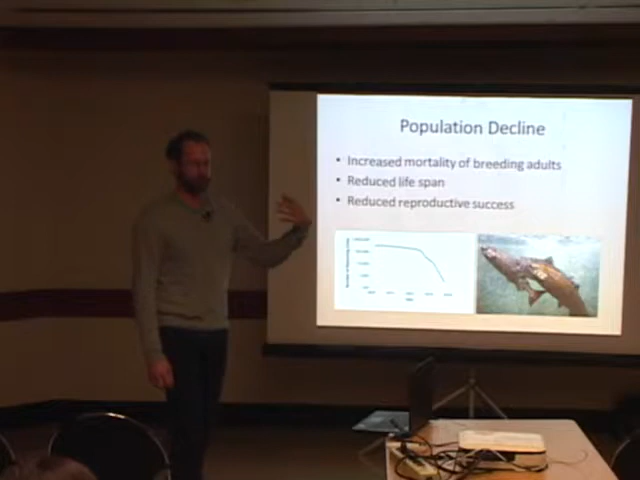 Population Decline
• Increased mortality of breeding adults
• Reduced life span
• Reduced reproductive success